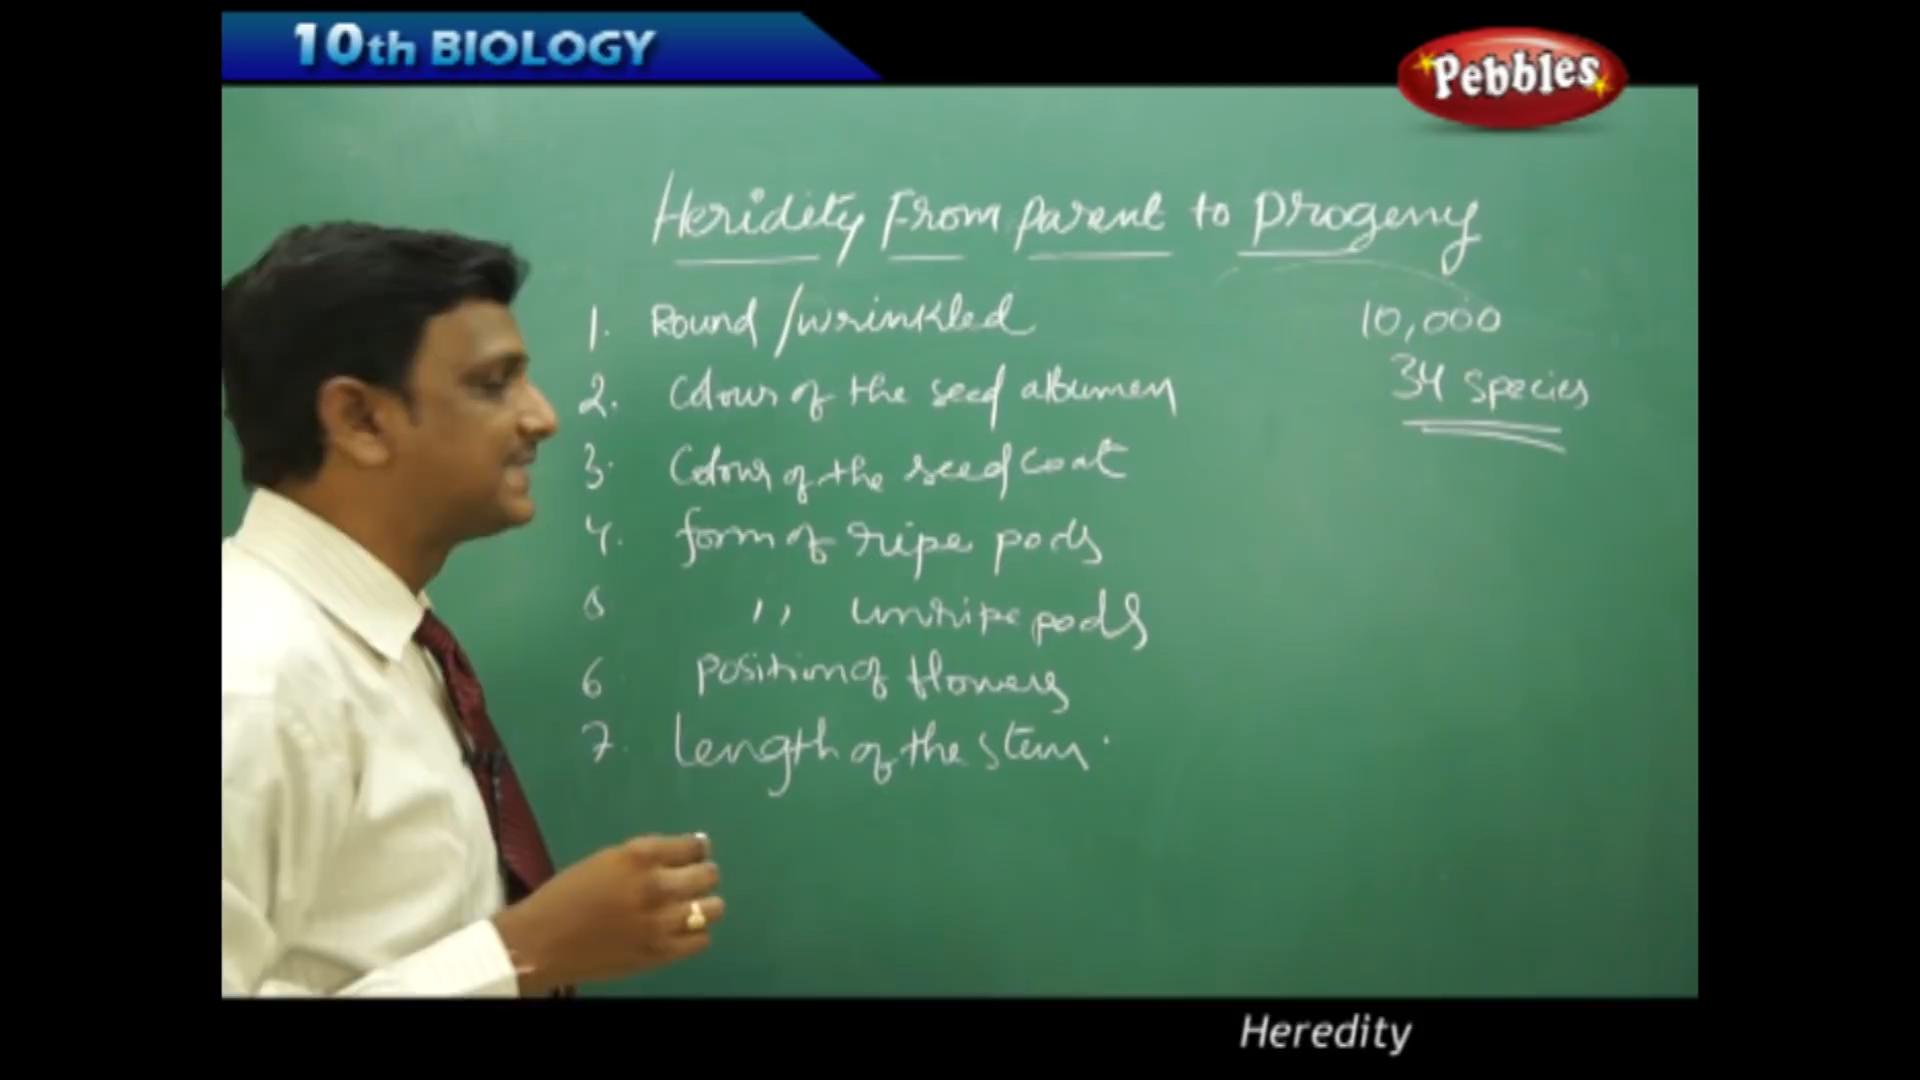 10th BIOLOGY
Pebbles
Heridity From parent to progeny
1. Round/wrinkled
10,000
2. Colour of the seed albumen
34 Species
3. Colour of the seed coat
4. form of ripe pods
5 ,, unripe pods
6. position of flowers
7. Length of the stem.
Heredity